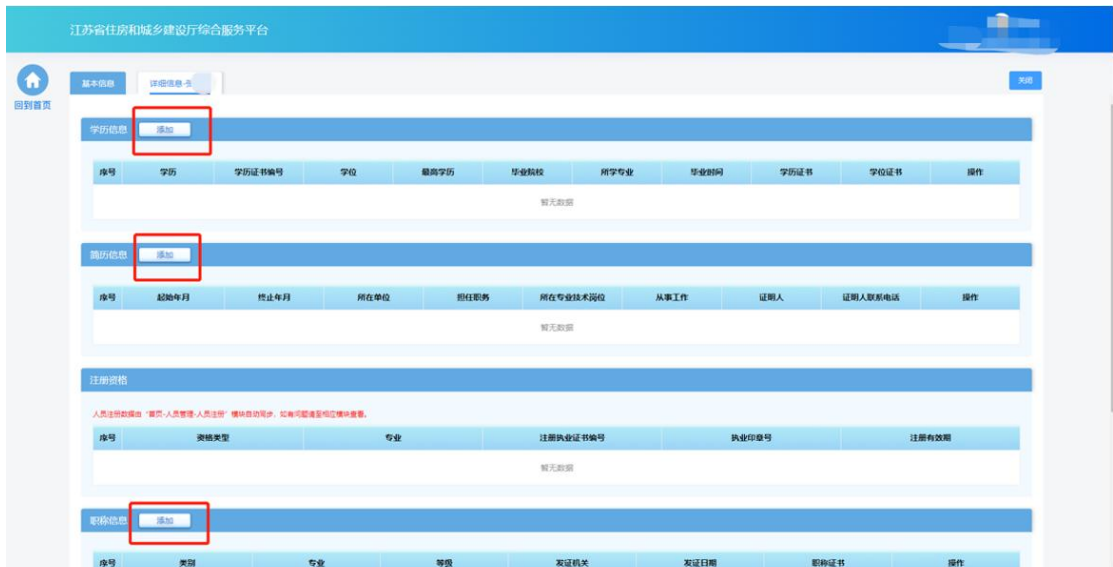 江苏省住房和城乡建设厅综合服务平台
回到首页
基本信息 详细信息- 关闭
学历信息 添加
序号 学历 学历证书编号 学位 最高学历 毕业院校 所学专业 毕业时间 学历证书 学位证书 操作
暂无数据
简历信息 添加
序号 起始年月 终止年月 所在单位 担任职务 所在专业技术岗位 从事工作 证明人 证明人联系电话 操作
暂无数据
注册资格
人员注册数据由“首页-人员管理-人员注册”模块自动同步，如有问题请至相应模块查看。
序号 资格类型 专业 注册执业证书编号 执业印章号 注册有效期
暂无数据
职称信息 添加
序号 类别 专业 等级 发证机关 发证日期 职称证书 操作